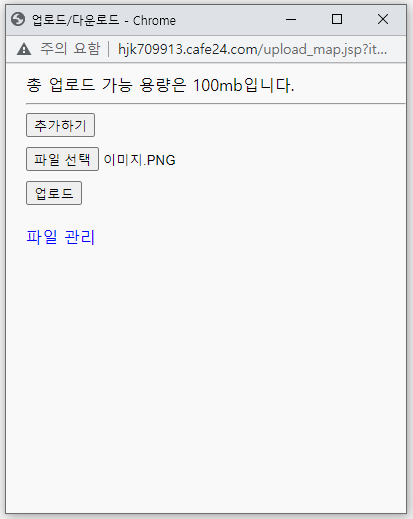 업로드/다운로드 - Chrome
주의 요함 | hjk709913.cafe24.com/upload_map.jsp?it...
총 업로드 가능 용량은 100mb입니다.
추가하기
파일 선택 이미지.PNG
업로드
파일 관리